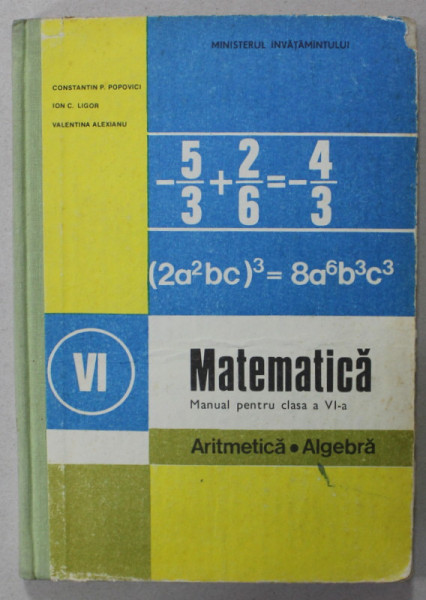 MINISTERUL INVĂȚĂMÎNTULUI
CONSTANTIN P. POPOVICI
ION C. LIGOR
VALENTINA ALEXIANU
-5/3 + 2/6 = -4/3
(2a²bc)³ = 8a⁶b³c³
VI
Matematică
Manual pentru clasa a VI-a
Aritmetică • Algebră